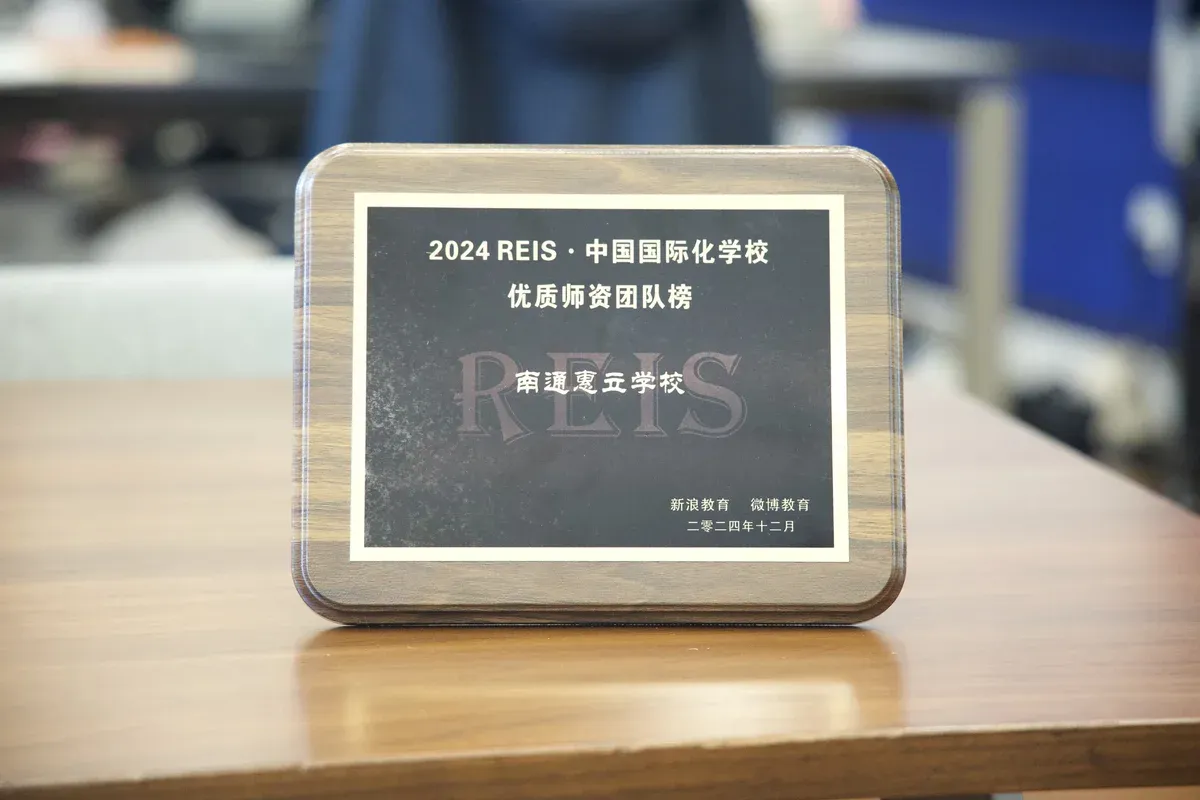 2024 REIS · 中国国际化学校
优质师资团队榜
REIS
南通惠立学校
新浪教育 微博教育
二零二四年十二月